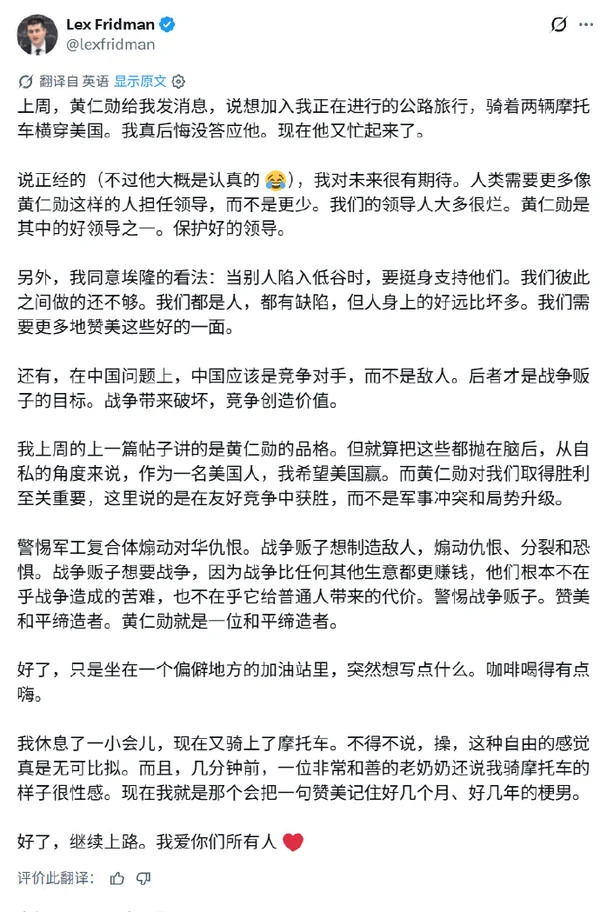 Lex Fridman
@lexfridman
翻译自 英语 显示原文
上周，黄仁勋给我发消息，说想加入我正在进行的公路旅行，骑着两辆摩托
车横穿美国。我真后悔没答应他。现在他又忙起来了。
说正经的（不过他大概是认真的 😂），我对未来很有期待。人类需要更多像
黄仁勋这样的人担任领导，而不是更少。我们的领导人大多很烂。黄仁勋是
其中的好领导之一。保护好的领导。
另外，我同意埃隆的看法：当别人陷入低谷时，要挺身支持他们。我们彼此
之间做的还不够。我们都是人，都有缺陷，但人身上的好远比坏多。我们需
要更多地赞美这些好的一面。
还有，在中国问题上，中国应该是竞争对手，而不是敌人。后者才是战争贩
子的目标。战争带来破坏，竞争创造价值。
我上周的上一篇帖子讲的是黄仁勋的品格。但就算把这些都抛在脑后，从自
私的角度来说，作为一名美国人，我希望美国赢。而黄仁勋对我们取得胜利
至关重要，这里说的是在友好竞争中获胜，而不是军事冲突和局势升级。
警惕军工复合体煽动对华仇恨。战争贩子想制造敌人，煽动仇恨、分裂和恐
惧。战争贩子想要战争，因为战争比任何其他生意都更赚钱，他们根本不在
乎战争造成的苦难，也不在乎它给普通人带来的代价。警惕战争贩子。赞美
和平缔造者。黄仁勋就是一位和平缔造者。
好了，只是坐在一个偏僻地方的加油站里，突然想写点什么。咖啡喝得有点
嗨。
我休息了一小会儿，现在又骑上了摩托车。不得不说，操，这种自由的感觉
真是无可比拟。而且，几分钟前，一位非常和善的老奶奶还说我骑摩托车的
样子很性感。现在我就是那个会把一句赞美记住好几个月、好几年的梗男。
好了，继续上路。我爱你们所有人 ❤️
评价此翻译：